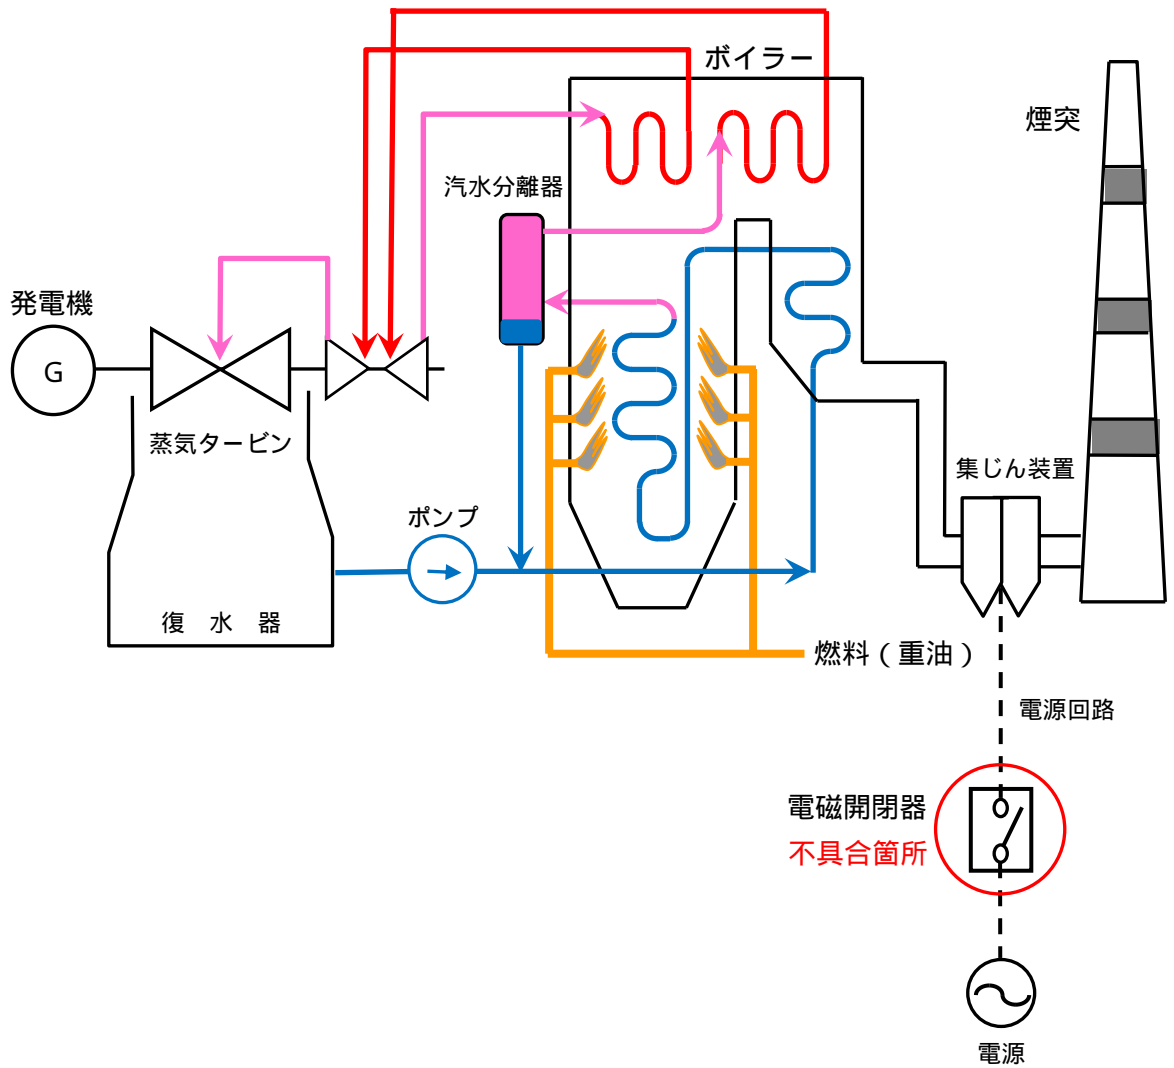 ボイラー
煙突
汽水分離器
発電機
G
蒸気タービン
集じん装置
ポンプ
復 水 器
燃料(重油)
電源回路
電磁開閉器
不具合箇所
電源